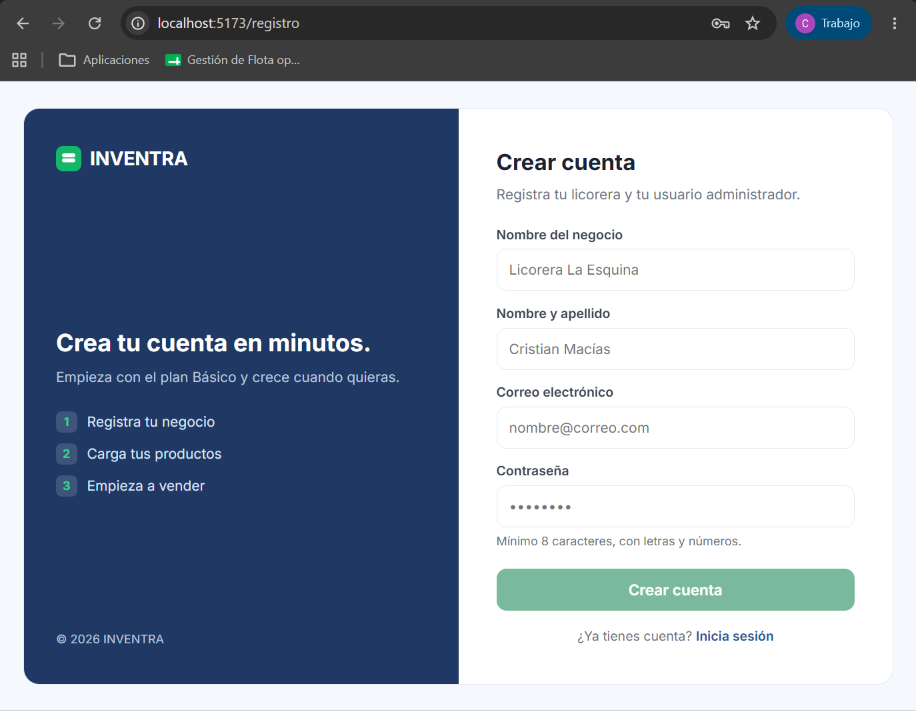 localhost:5173/registro
C
Trabajo
Aplicaciones
Gestión de Flota op...
INVENTRA
Crea tu cuenta en minutos.
Empieza con el plan Básico y crece cuando quieras.
1 Registra tu negocio
2 Carga tus productos
3 Empieza a vender
© 2026 INVENTRA
Crear cuenta
Registra tu licorera y tu usuario administrador.
Nombre del negocio
Licorera La Esquina
Nombre y apellido
Cristian Macías
Correo electrónico
nombre@correo.com
Contraseña
••••••••
Mínimo 8 caracteres, con letras y números.
Crear cuenta
¿Ya tienes cuenta? Inicia sesión